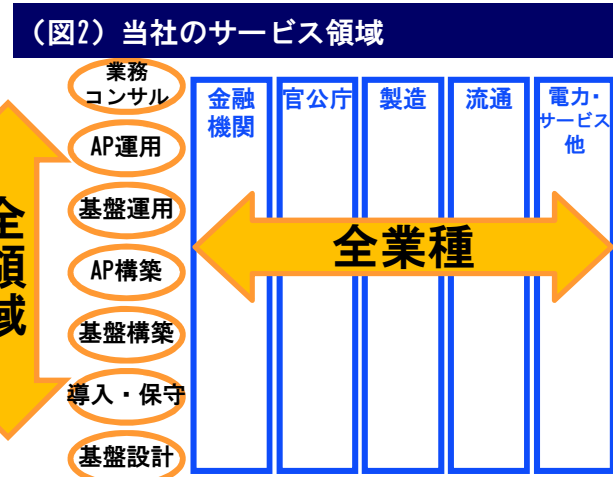 （図2）当社のサービス領域
業務
コンサル
AP運用
基盤運用
AP構築
基盤構築
導入・保守
基盤設計
全
領
域
金融
機関
官公庁
製造
流通
電力・
サービス
他
全業種